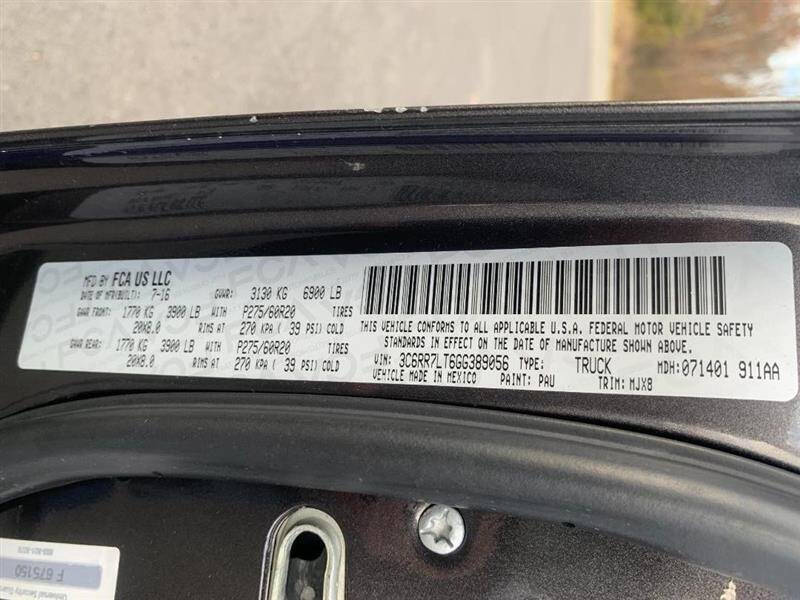 MFD BY FCA US LLC
DATE OF MFR(BUILT): 7-16 GVWR: 3130 KG 6900 LB
GAWR FRONT: 1770 KG 3900 LB WITH P275/60R20 TIRES
20X8.0 RIMS AT 270 KPA ( 39 PSI) COLD
GAWR REAR: 1770 KG 3900 LB WITH P275/60R20 TIRES
20X8.0 RIMS AT 270 KPA ( 39 PSI) COLD
THIS VEHICLE CONFORMS TO ALL APPLICABLE U.S.A. FEDERAL MOTOR VEHICLE SAFETY
STANDARDS IN EFFECT ON THE DATE OF MANUFACTURE SHOWN ABOVE.
VIN: 3C6RR7LT6GG389056 TYPE: TRUCK MDH: 071401 911AA
VEHICLE MADE IN MEXICO PAINT: PAU TRIM: MJX8
F 675150
Universal Security